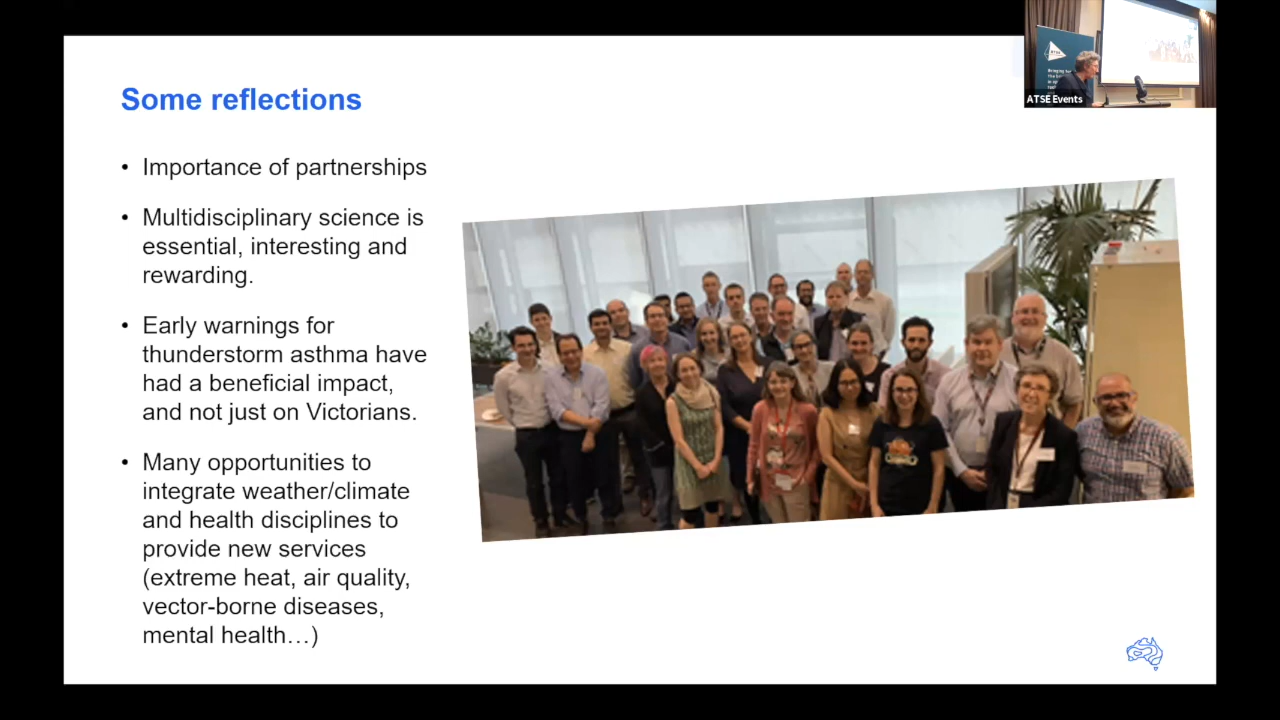 Some reflections
• Importance of partnerships
• Multidisciplinary science is
essential, interesting and
rewarding.
• Early warnings for
thunderstorm asthma have
had a beneficial impact,
and not just on Victorians.
• Many opportunities to
integrate weather/climate
and health disciplines to
provide new services
(extreme heat, air quality,
vector-borne diseases,
mental health…)
ATSE Events